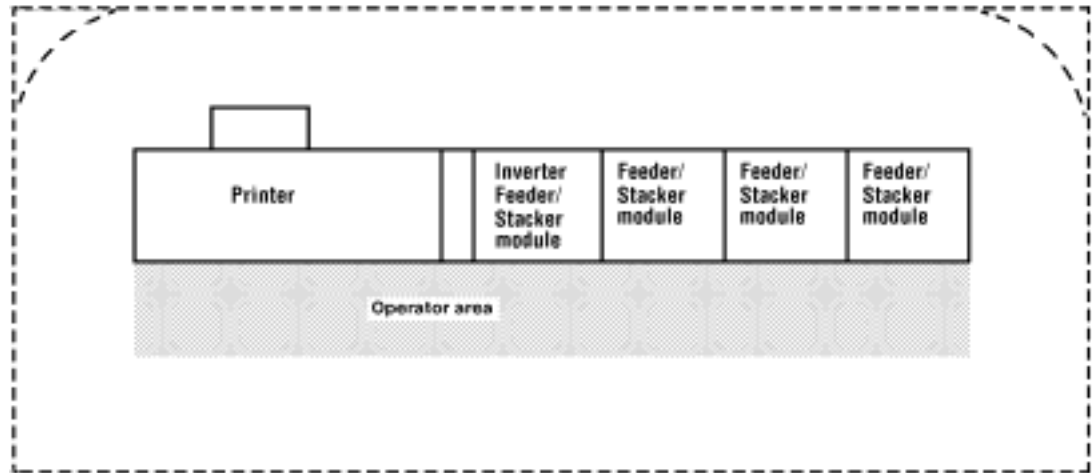 Printer
Inverter
Feeder/
Stacker
module
Feeder/
Stacker
module
Feeder/
Stacker
module
Feeder/
Stacker
module
Operator area